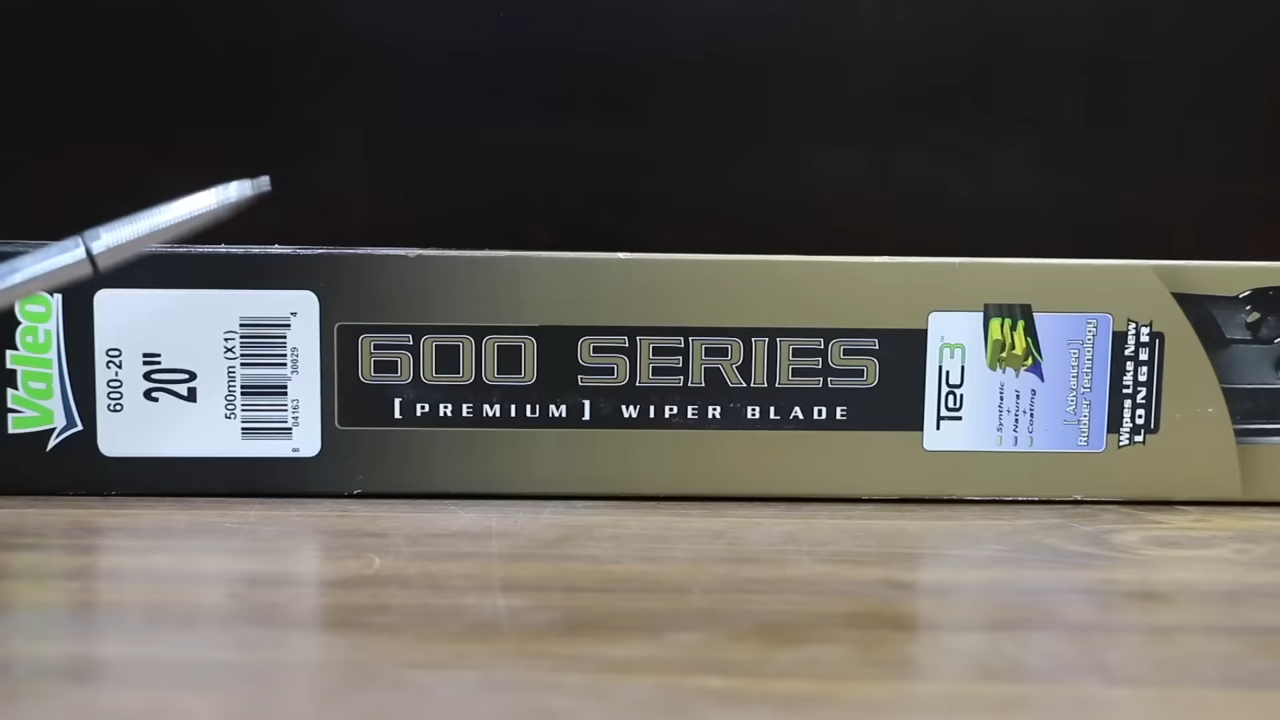 Valeo
600-20
20"
500mm (X1)
8 04163 30029 4
600 SERIES
[ PREMIUM ] WIPER BLADE
TEC3™
Synthetic
+
Natural
+
Coating
[ Advanced ]
Rubber Technology
Wipes Like New
LONGER